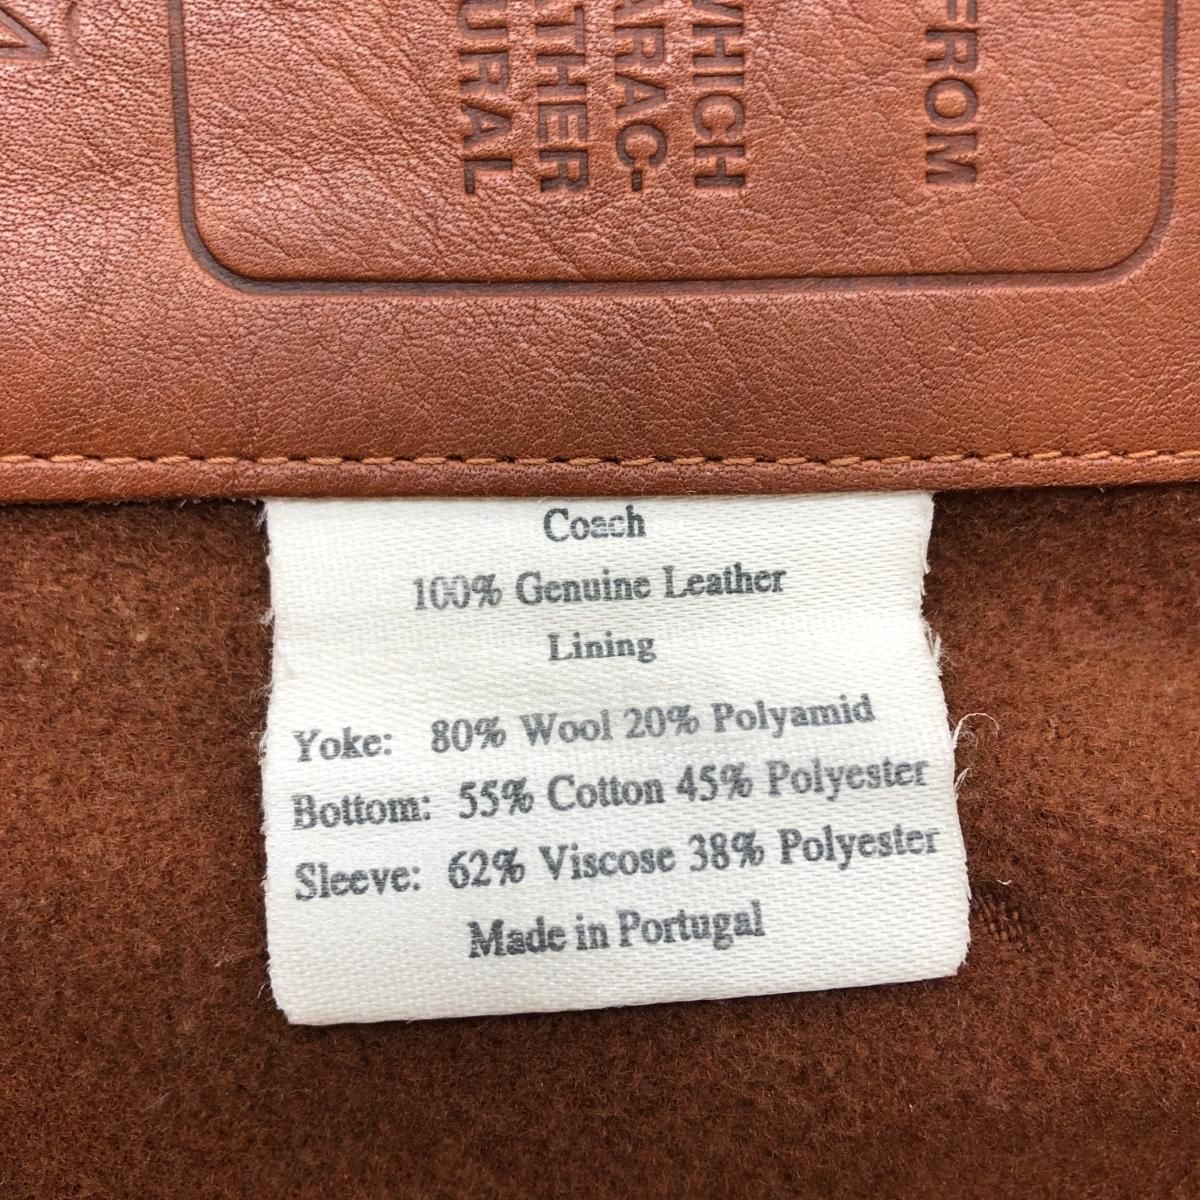 FROM
WHICH
ARAC-
ATHER
URAL
Coach
100% Genuine Leather
Lining
Yoke: 80% Wool 20% Polyamid
Bottom: 55% Cotton 45% Polyester
Sleeve: 62% Viscose 38% Polyester
Made in Portugal